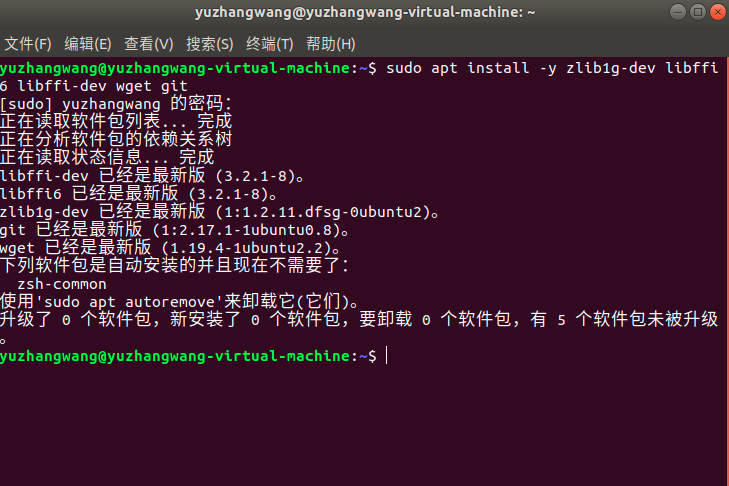 yuzhangwang@yuzhangwang-virtual-machine: ~
文件(F) 编辑(E) 查看(V) 搜索(S) 终端(T) 帮助(H)
yuzhangwang@yuzhangwang-virtual-machine:~$ sudo apt install -y zlib1g-dev libffi
6 libffi-dev wget git
[sudo] yuzhangwang 的密码：
正在读取软件包列表... 完成
正在分析软件包的依赖关系树
正在读取状态信息... 完成
libffi-dev 已经是最新版 (3.2.1-8)。
libffi6 已经是最新版 (3.2.1-8)。
zlib1g-dev 已经是最新版 (1:1.2.11.dfsg-0ubuntu2)。
git 已经是最新版 (1:2.17.1-1ubuntu0.8)。
wget 已经是最新版 (1.19.4-1ubuntu2.2)。
下列软件包是自动安装的并且现在不需要了：
  zsh-common
使用'sudo apt autoremove'来卸载它(它们)。
升级了 0 个软件包，新安装了 0 个软件包，要卸载 0 个软件包，有 5 个软件包未被升级
。
yuzhangwang@yuzhangwang-virtual-machine:~$